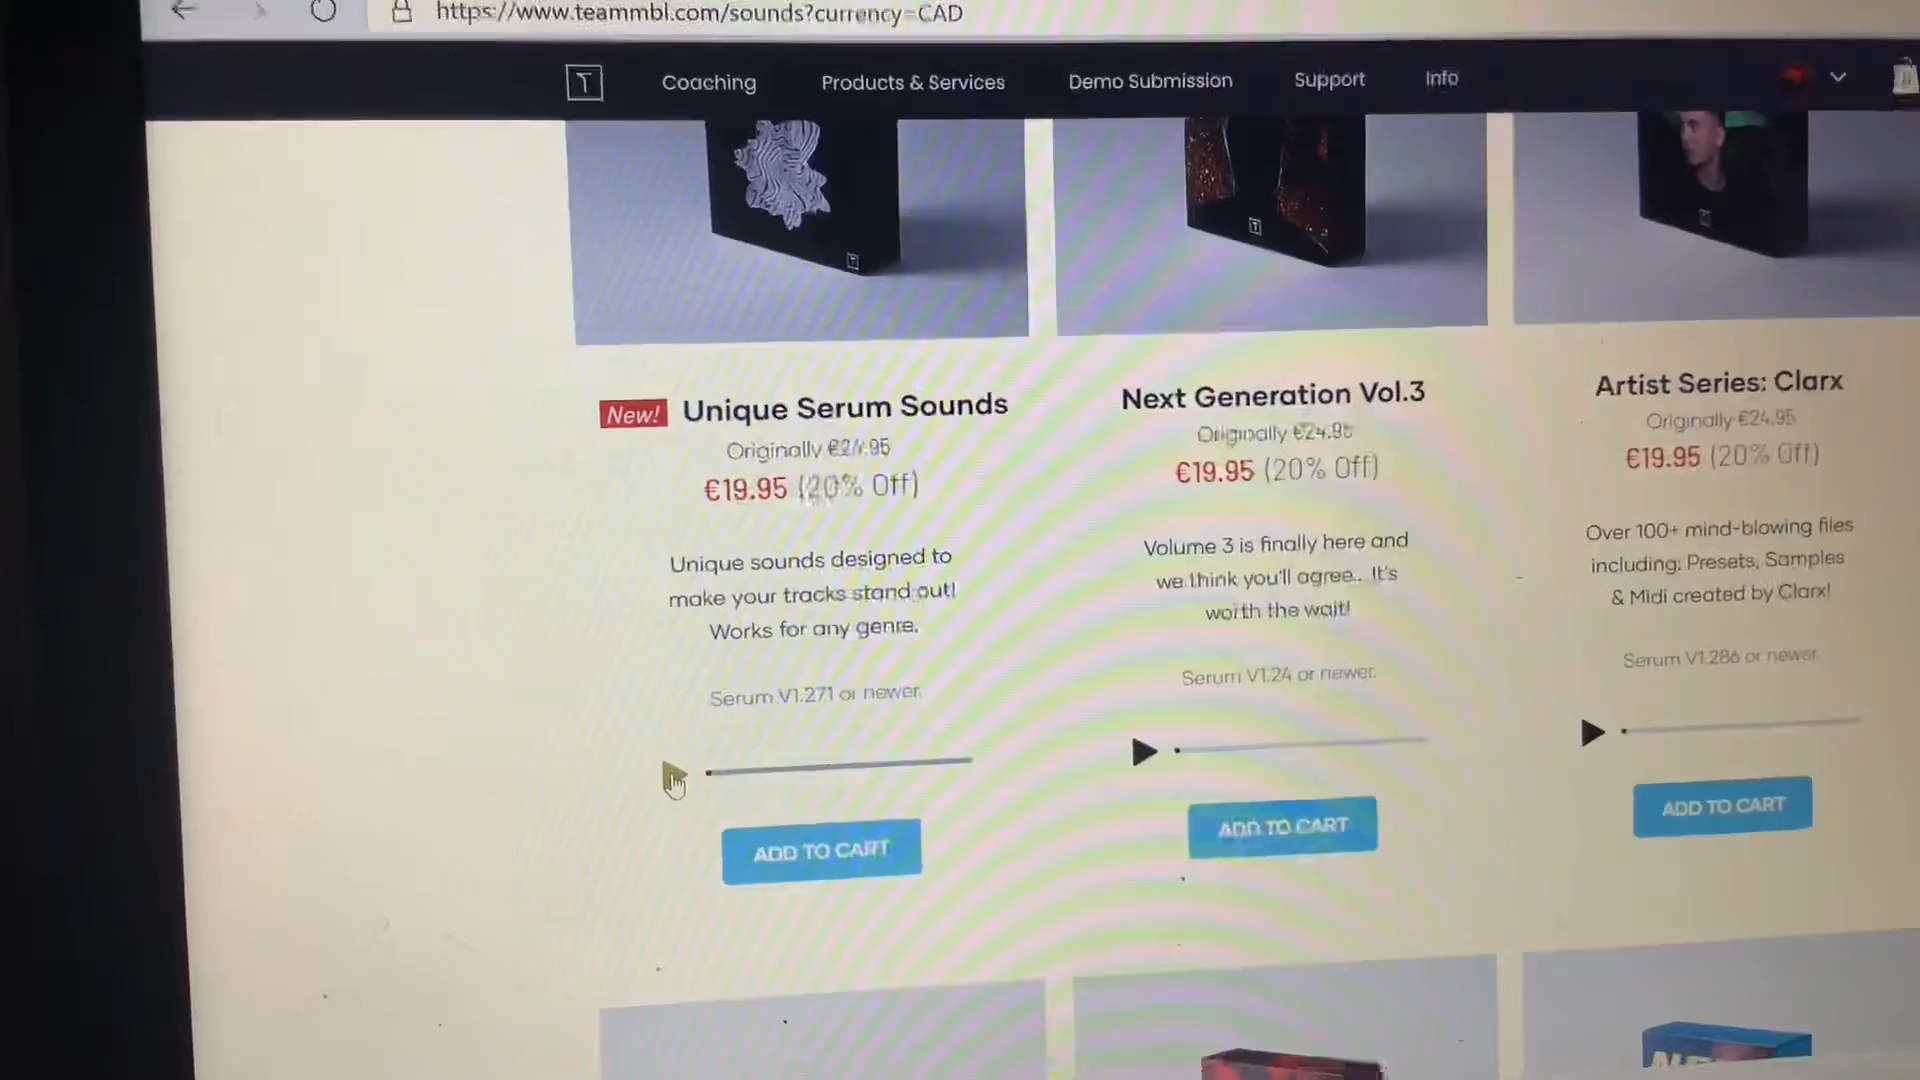 https://www.teammbl.com/sounds?currency=CAD
T
Coaching
Products & Services
Demo Submission
Support
Info
New! Unique Serum Sounds
Originally €24.95
€19.95 (20% Off)
Unique sounds designed to
make your tracks stand out!
Works for any genre.
Serum V1.271 or newer.
ADD TO CART
Next Generation Vol.3
Originally €24.95
€19.95 (20% Off)
Volume 3 is finally here and
we think you'll agree.. It's
worth the wait!
Serum V1.24 or newer.
ADD TO CART
Artist Series: Clarx
Originally €24.95
€19.95 (20% Off)
Over 100+ mind-blowing files
including: Presets, Samples
& Midi created by Clarx!
Serum V1.286 or newer.
ADD TO CART